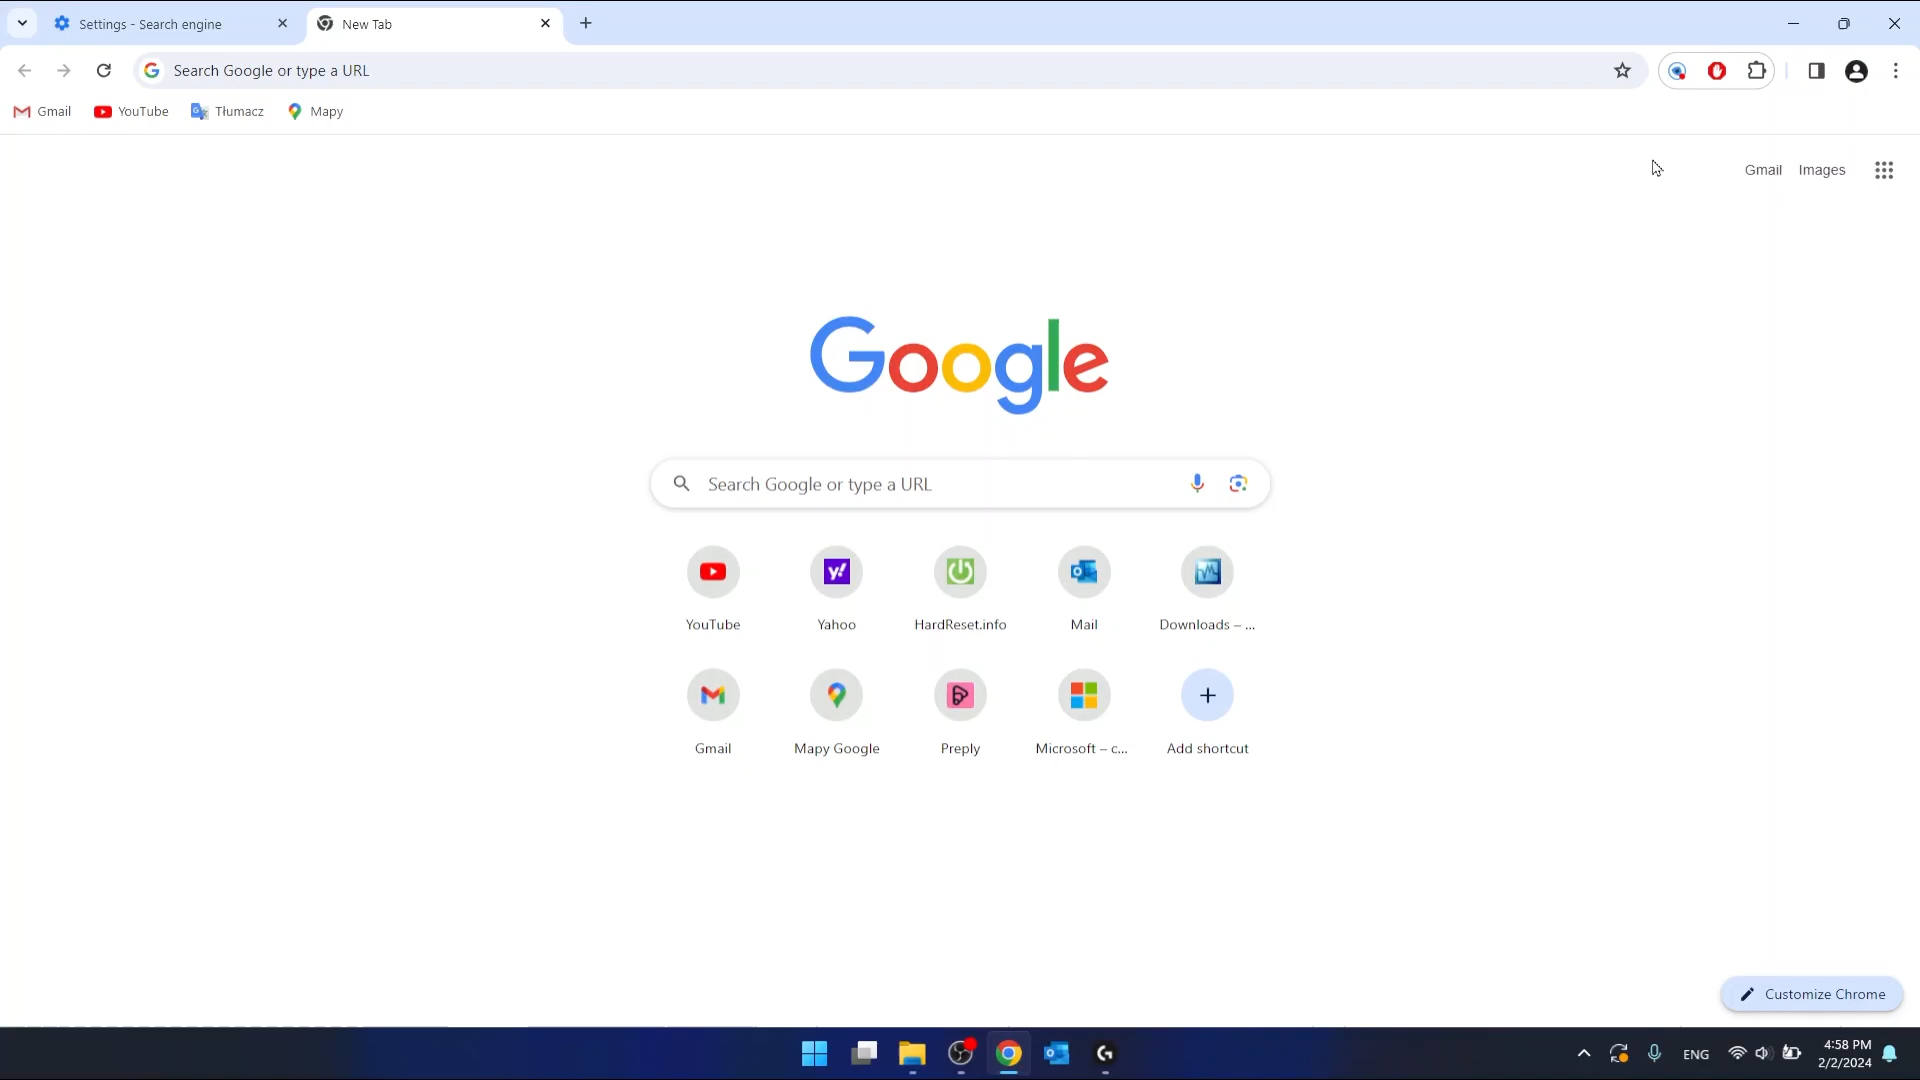 Settings - Search engine
New Tab
Search Google or type a URL
Gmail
YouTube
Tłumacz
Mapy
Gmail
Images
Google
Search Google or type a URL
YouTube
Yahoo
HardReset.info
Mail
Downloads – ...
Gmail
Mapy Google
Preply
Microsoft – c...
Add shortcut
Customize Chrome
ENG
4:58 PM
2/2/2024